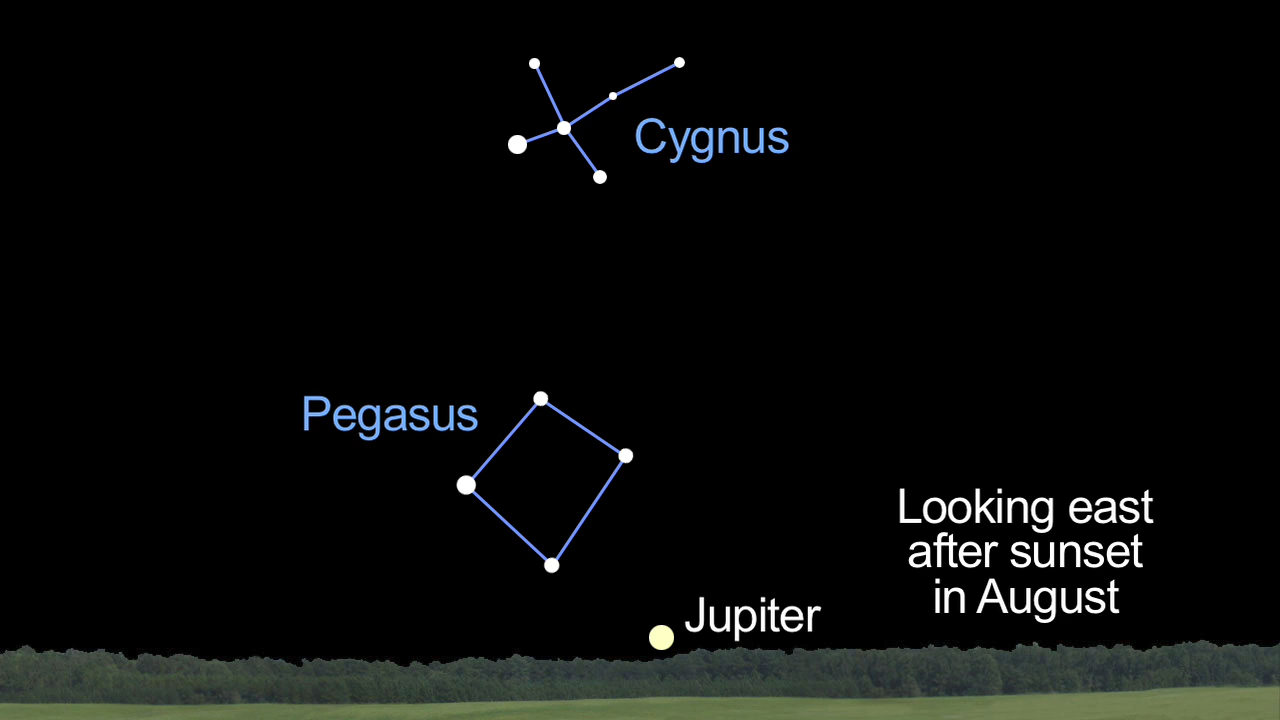 Cygnus
Pegasus
Looking east
after sunset
in August
Jupiter